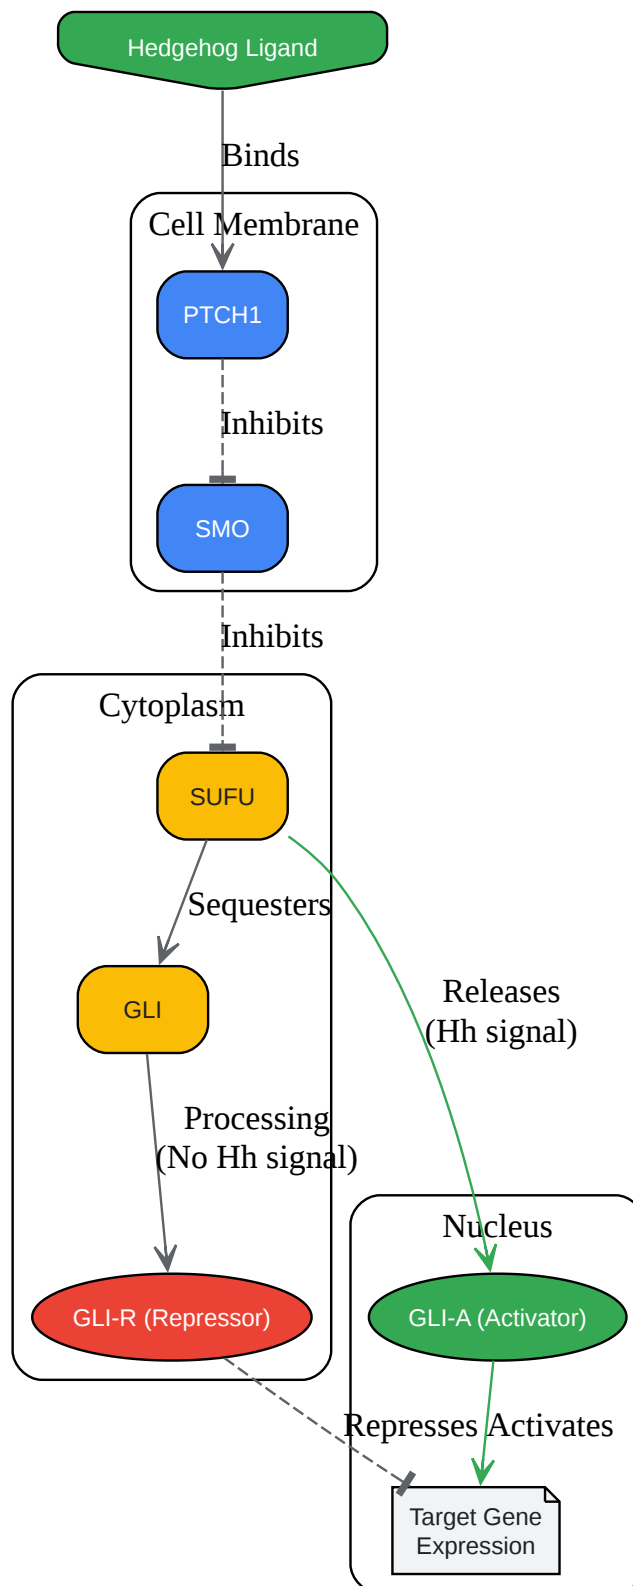 Hedgehog Ligand
Binds
Cell Membrane
PTCH1
Inhibits
SMO
Inhibits
Cytoplasm
SUFU
Sequesters
Releases
(Hh signal)
GLI
Processing
(No Hh signal)
Nucleus
GLI-R (Repressor)
GLI-A (Activator)
Represses
Activates
Target Gene
Expression